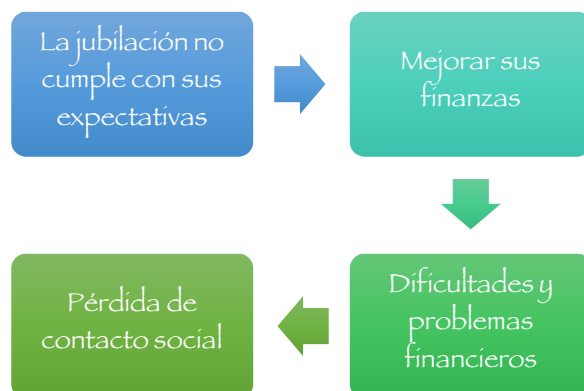 La jubilación no
cumple con sus
expectativas
Mejorar sus
finanzas
Dificultades y
problemas
financieros
Pérdida de
contacto social